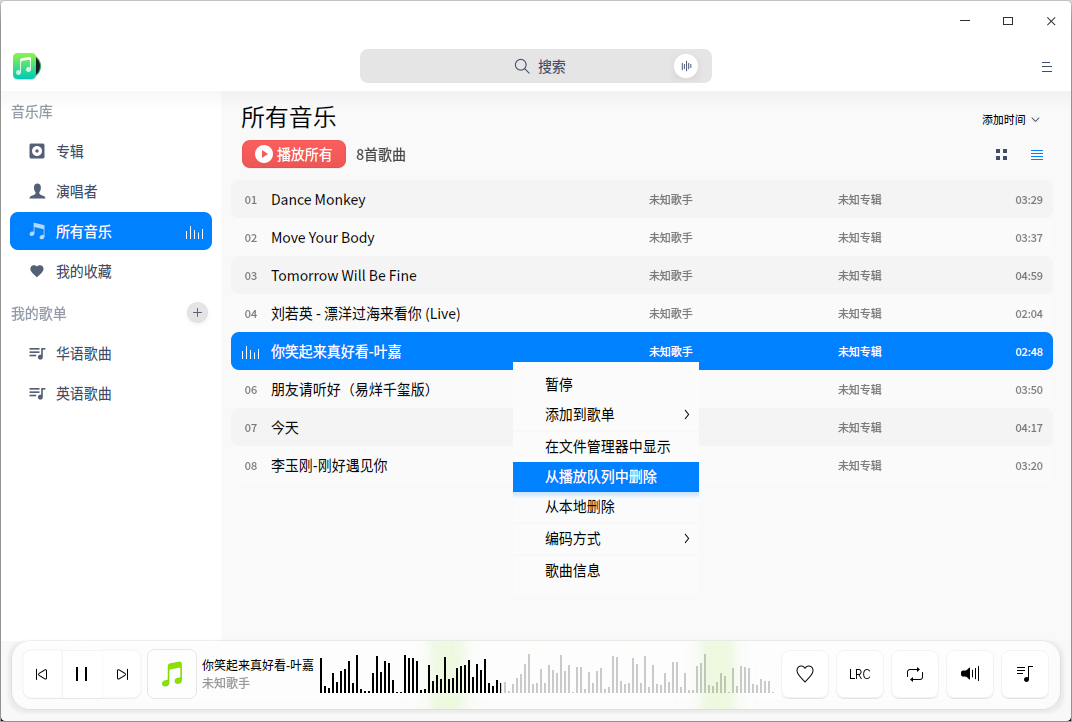 搜索
音乐库
专辑
演唱者
所有音乐
我的收藏
我的歌单
华语歌曲
英语歌曲
所有音乐
添加时间
播放所有 8首歌曲
01 Dance Monkey 未知歌手 未知专辑 03:29
02 Move Your Body 未知歌手 未知专辑 03:37
03 Tomorrow Will Be Fine 未知歌手 未知专辑 04:59
04 刘若英 - 漂洋过海来看你 (Live) 未知歌手 未知专辑 02:04
你笑起来真好看-叶嘉 未知歌手 未知专辑 02:48
06 朋友请听好（易烊千玺版） 未知专辑 03:50
07 今天 未知专辑 04:17
08 李玉刚-刚好遇见你 未知专辑 03:20
暂停
添加到歌单
在文件管理器中显示
从播放队列中删除
从本地删除
编码方式
歌曲信息
你笑起来真好看-叶嘉
未知歌手
LRC